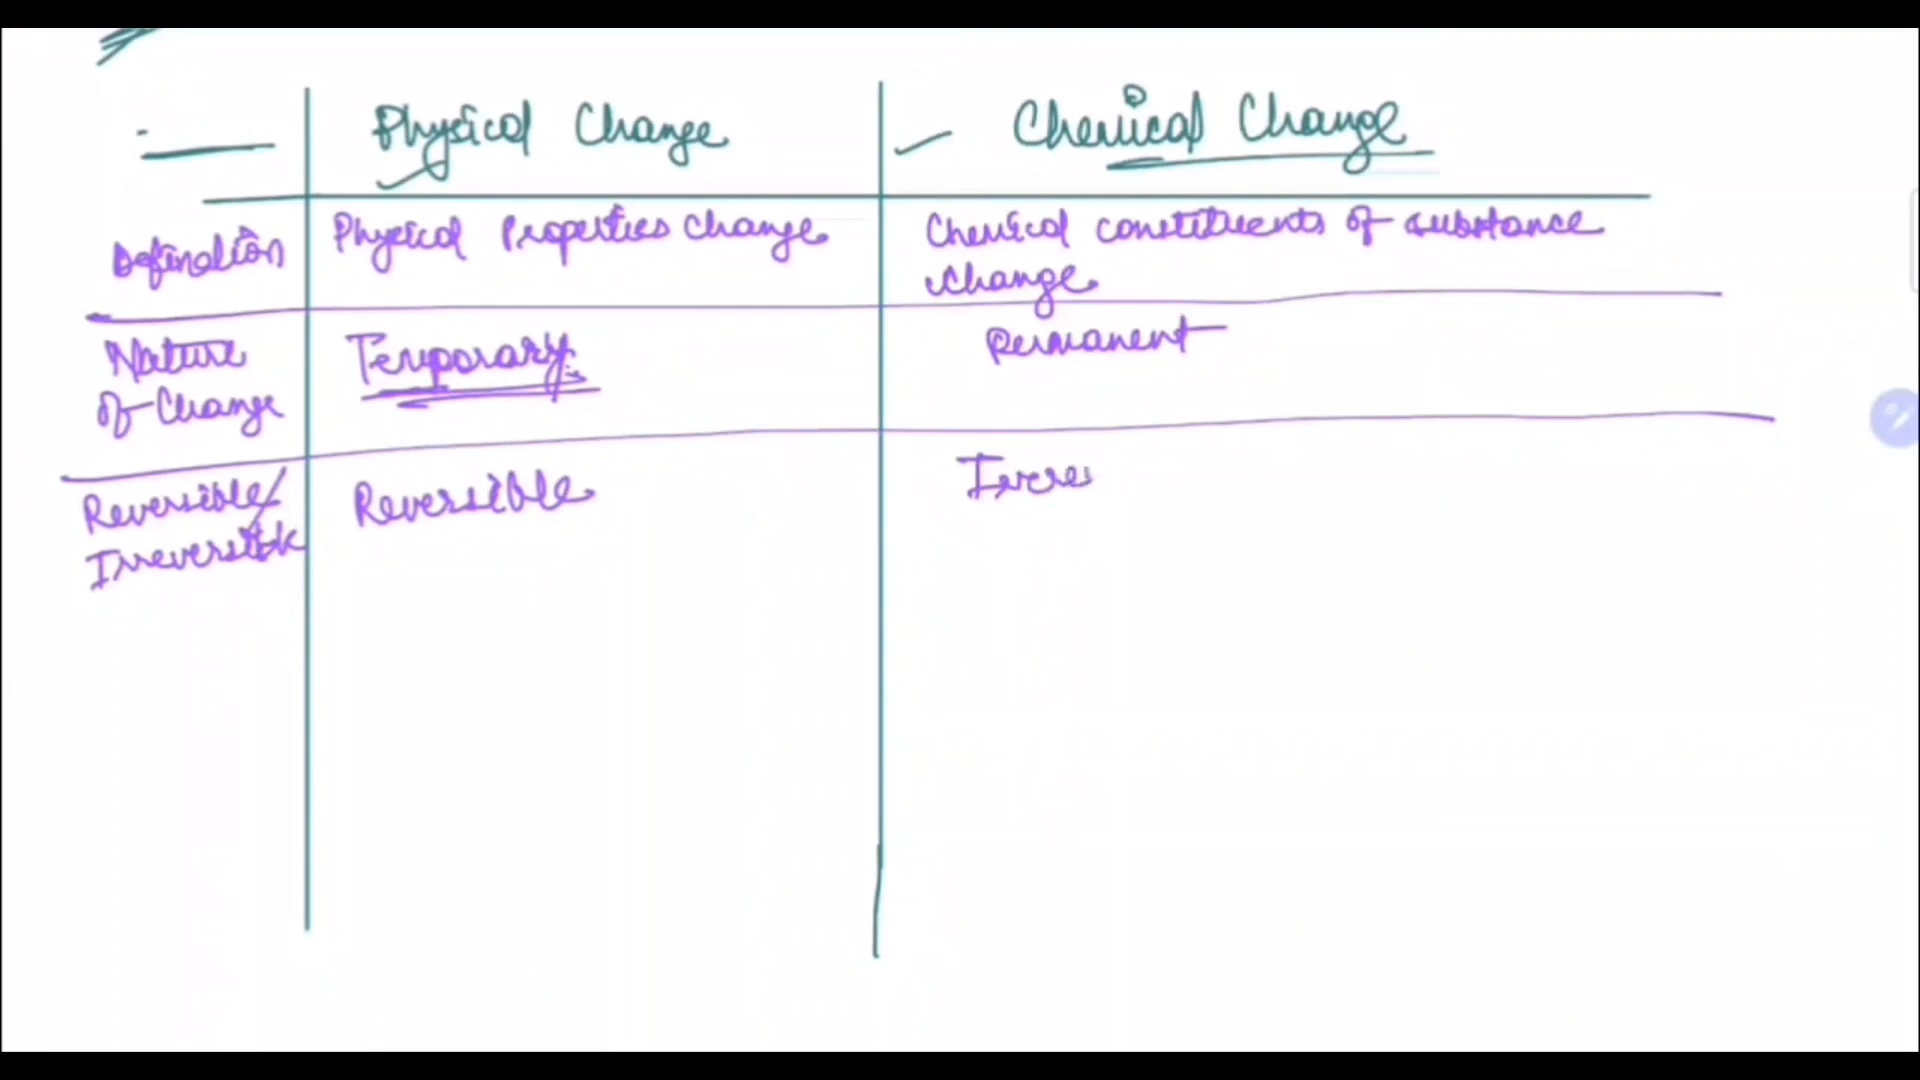 Physical Change
Chemical Change
Defination
Physical Properties Change
Chemical constituents of substance
change
Nature
of Change
Temporary
Permanent
Reversible/
Irreversible
Reversible